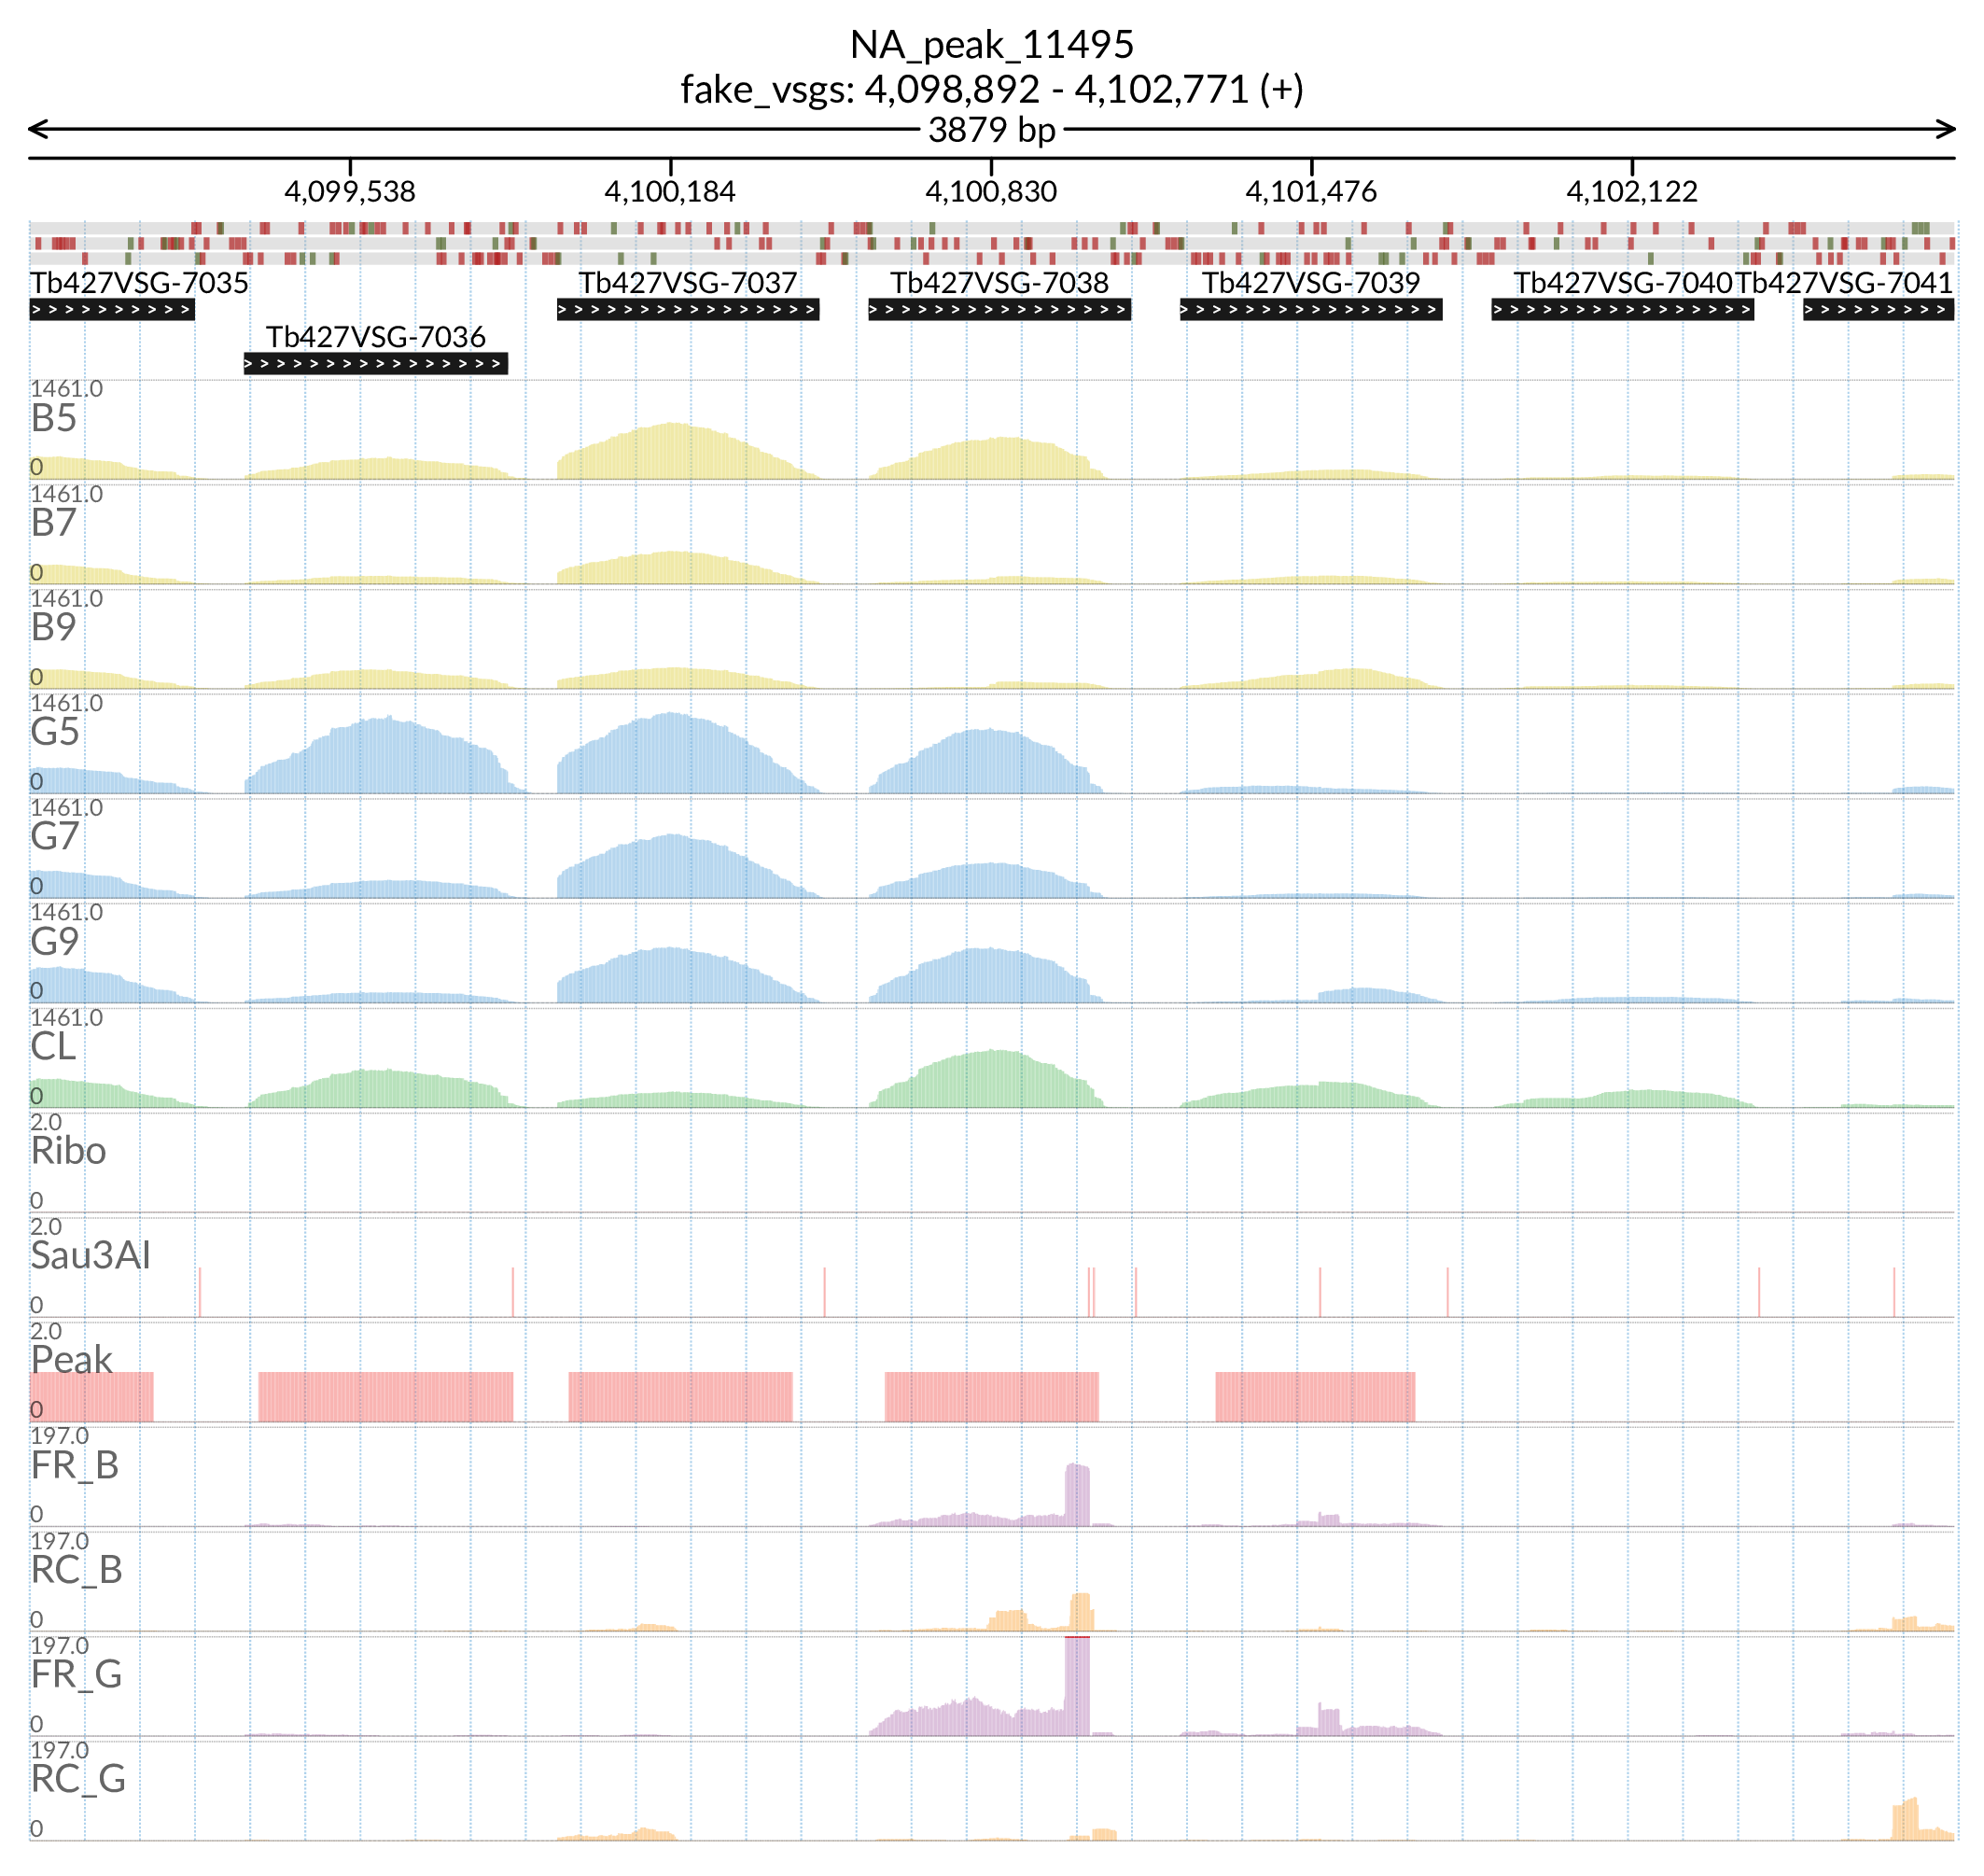 NA_peak_11495
fake_vsgs: 4,098,892 - 4,102,771 (+)
3879 bp
4,099,538 4,100,184 4,100,830 4,101,476 4,102,122
Tb427VSG-7035 Tb427VSG-7037 Tb427VSG-7038 Tb427VSG-7039 Tb427VSG-7040 Tb427VSG-7041
Tb427VSG-7036
1461.0
B5
0
1461.0
B7
0
1461.0
B9
0
1461.0
G5
0
1461.0
G7
0
1461.0
G9
0
1461.0
CL
0
2.0
Ribo
0
2.0
Sau3AI
0
2.0
Peak
0
197.0
FR_B
0
197.0
RC_B
0
197.0
FR_G
0
197.0
RC_G
0